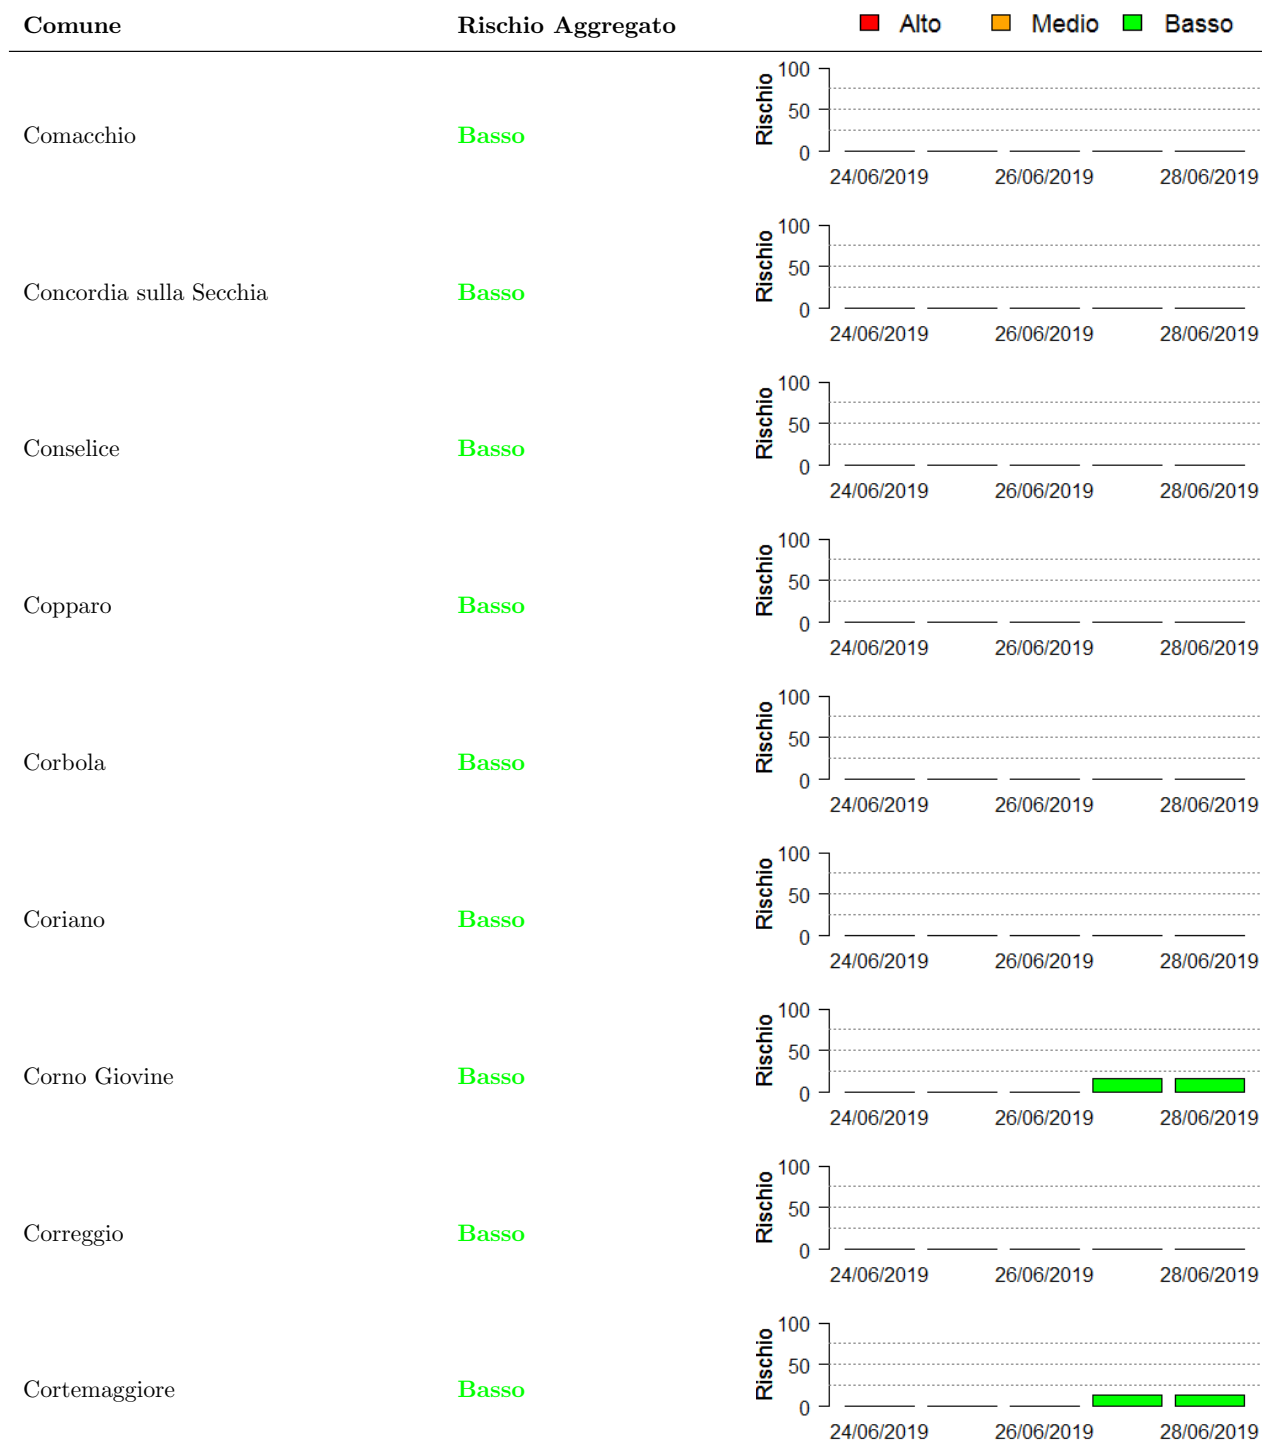 Comune Rischio Aggregato Alto Medio Basso
Comacchio Basso Rischio 100 50 0
24/06/2019 26/06/2019 28/06/2019
Concordia sulla Secchia Basso Rischio 100 50 0
24/06/2019 26/06/2019 28/06/2019
Conselice Basso Rischio 100 50 0
24/06/2019 26/06/2019 28/06/2019
Copparo Basso Rischio 100 50 0
24/06/2019 26/06/2019 28/06/2019
Corbola Basso Rischio 100 50 0
24/06/2019 26/06/2019 28/06/2019
Coriano Basso Rischio 100 50 0
24/06/2019 26/06/2019 28/06/2019
Corno Giovine Basso Rischio 100 50 0
24/06/2019 26/06/2019 28/06/2019
Correggio Basso Rischio 100 50 0
24/06/2019 26/06/2019 28/06/2019
Cortemaggiore Basso Rischio 100 50 0
24/06/2019 26/06/2019 28/06/2019